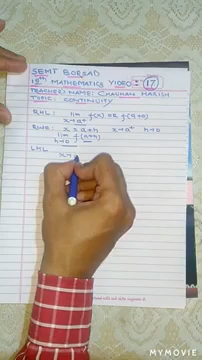 SEMT BORSAD
12th MATHEMATICS VIDEO : 17
TEACHER'S NAME: CHAUHAN HARISH
TOPIC: CONTINUITY
RHL : lim f(x) OR f(a+0)
x→a+
x = a+h x→a+ h→0
lim f(a+h)
h→0
LHL
x→
MYMOVIE